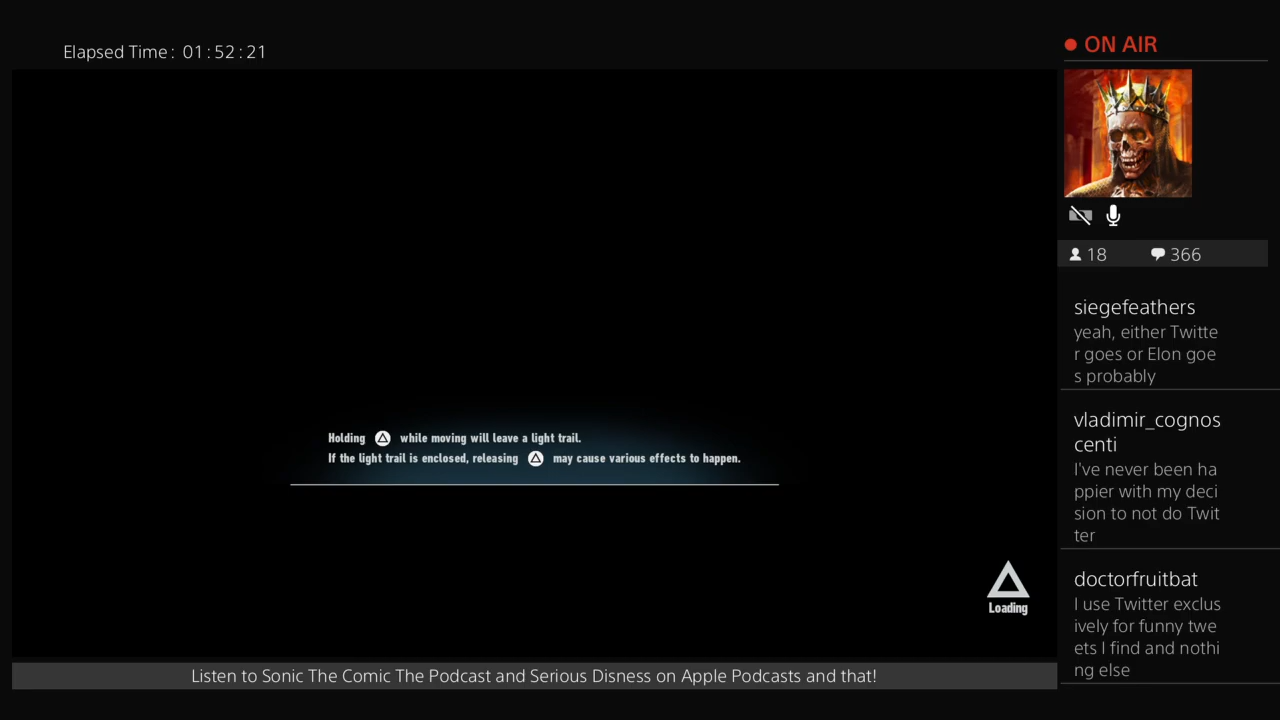 Elapsed Time: 01:52:21
ON AIR
18 366
siegefeathers
yeah, either Twitte
r goes or Elon goe
s probably
vladimir_cognos
centi
I've never been ha
ppier with my deci
sion to not do Twit
ter
doctorfruitbat
I use Twitter exclus
ively for funny twe
ets I find and nothi
ng else
Holding △ while moving will leave a light trail.
If the light trail is enclosed, releasing △ may cause various effects to happen.
Loading
Listen to Sonic The Comic The Podcast and Serious Disness on Apple Podcasts and that!